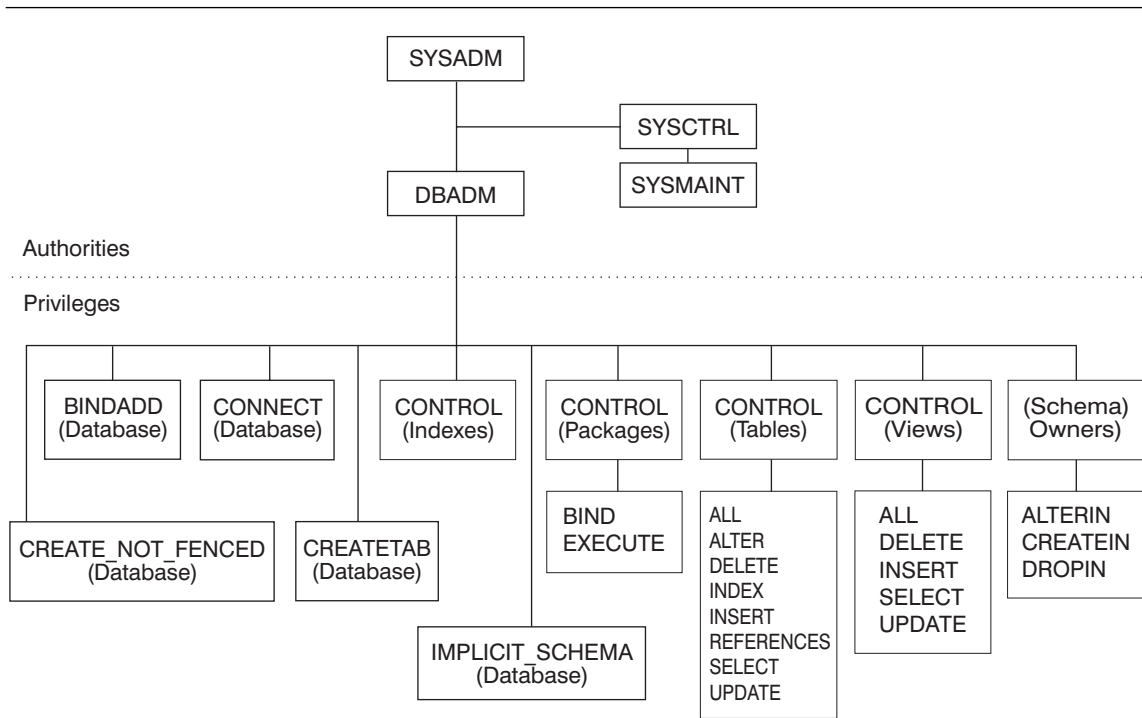 SYSADM
SYSCTRL
SYSMAINT
DBADM
Authorities
Privileges
BINDADD
(Database)
CONNECT
(Database)
CONTROL
(Indexes)
CONTROL
(Packages)
CONTROL
(Tables)
CONTROL
(Views)
(Schema)
Owners)
CREATE_NOT_FENCED
(Database)
CREATETAB
(Database)
IMPLICIT_SCHEMA
(Database)
BIND
EXECUTE
ALL
ALTER
DELETE
INDEX
INSERT
REFERENCES
SELECT
UPDATE
ALL
DELETE
INSERT
SELECT
UPDATE
ALTERIN
CREATEIN
DROPIN